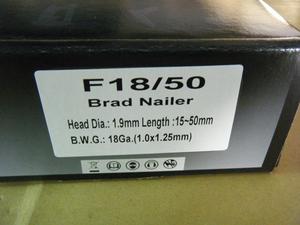 F18/50
Brad Nailer
Head Dia.: 1.9mm Length :15~50mm
B.W.G.: 18Ga.(1.0x1.25mm)